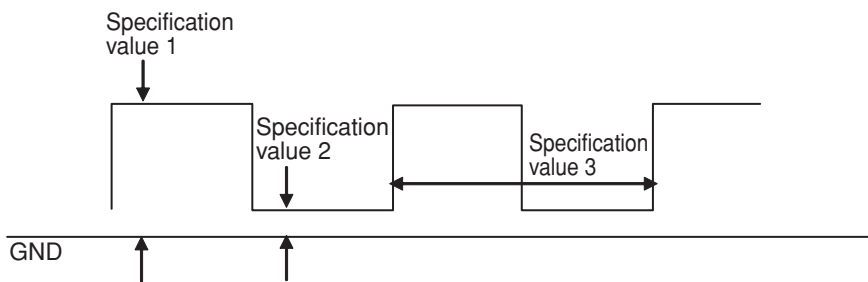 Specification
value 1
Specification
value 2
Specification
value 3
GND